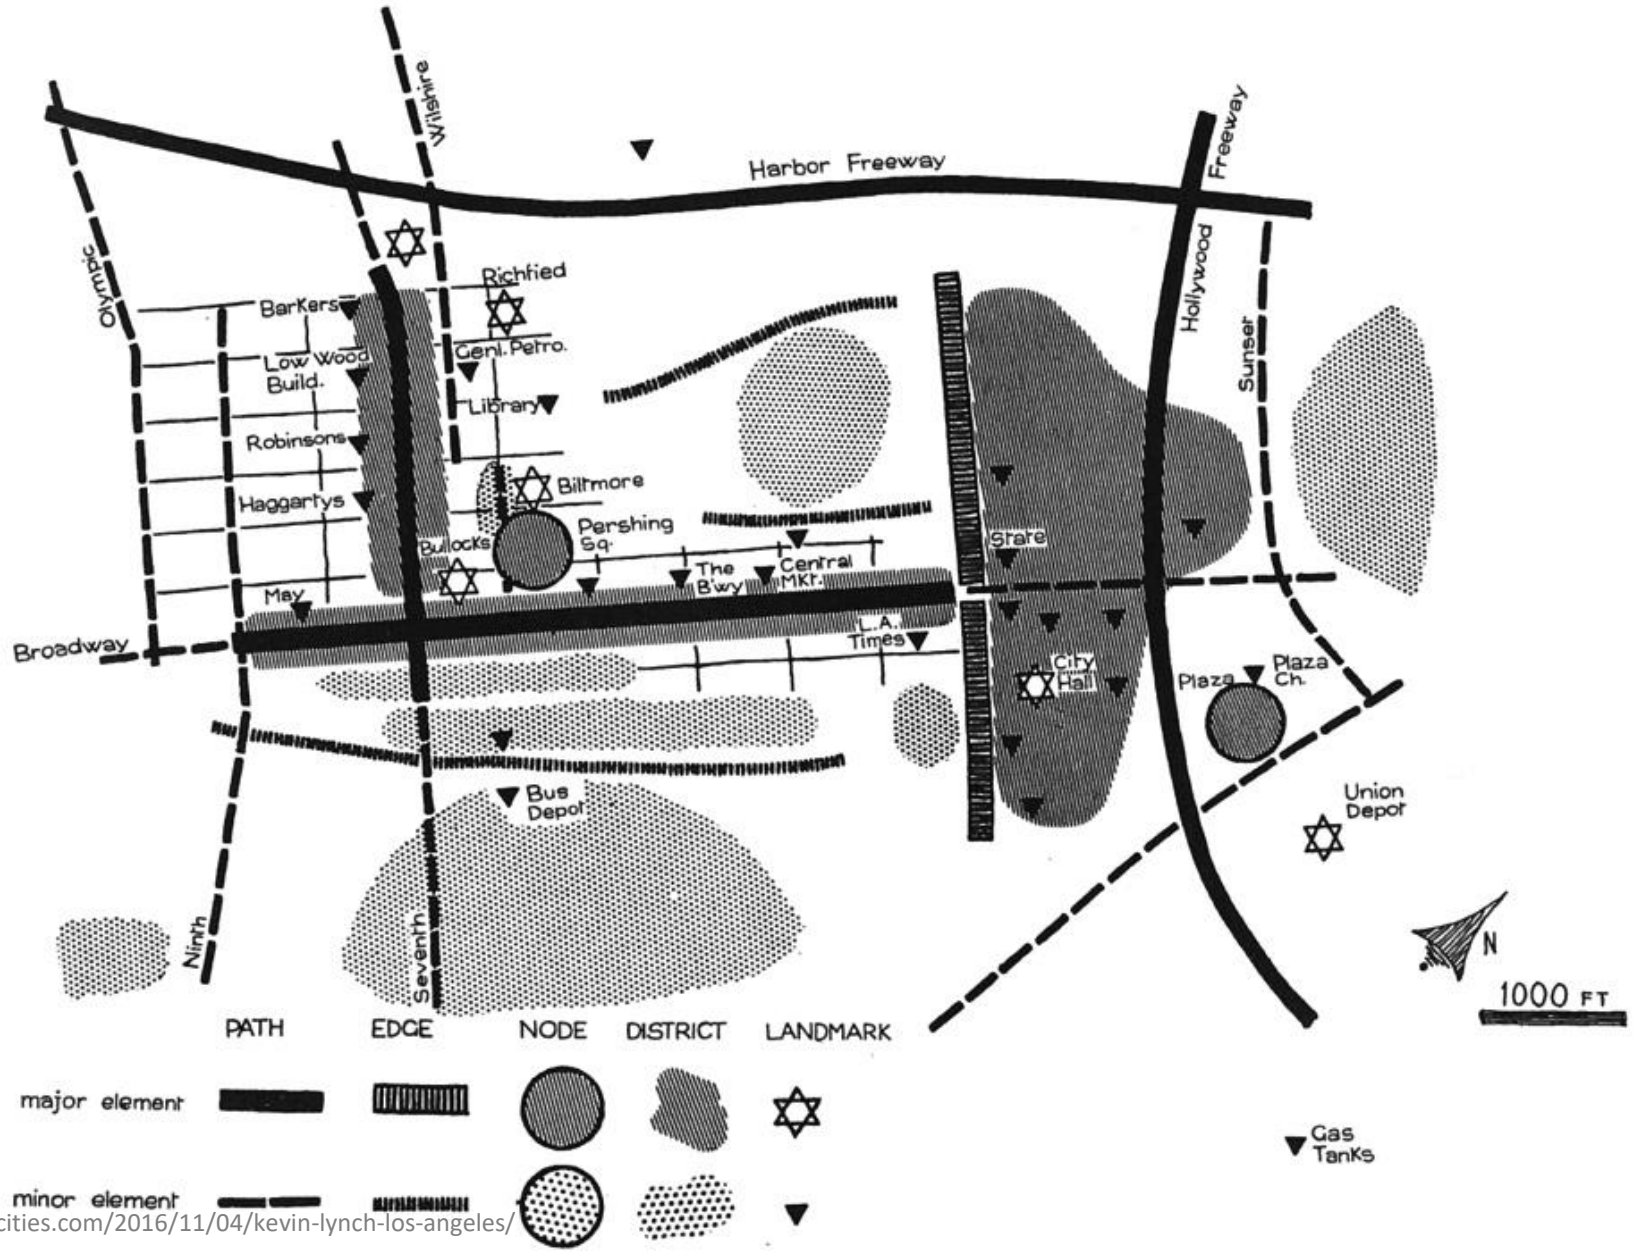 Wilshire
Harbor Freeway
Freeway
Hollywood
Olympic
Sunset
Richfied
Barkers
Genl. Petro.
Low Wood
Build.
Library
Robinsons
Biltmore
Haggartys
Pershing
Sq.
Bullocks
State
The
B'wy
Central
Mkt.
May
L.A.
Times
Broadway
City
Hall
Plaza
Plaza
Ch.
Bus
Depot
Union
Depot
Ninth
Seventh
N
1000 FT
PATH EDGE NODE DISTRICT LANDMARK
major element
Gas
Tanks
minor element
cities.com/2016/11/04/kevin-lynch-los-angeles/